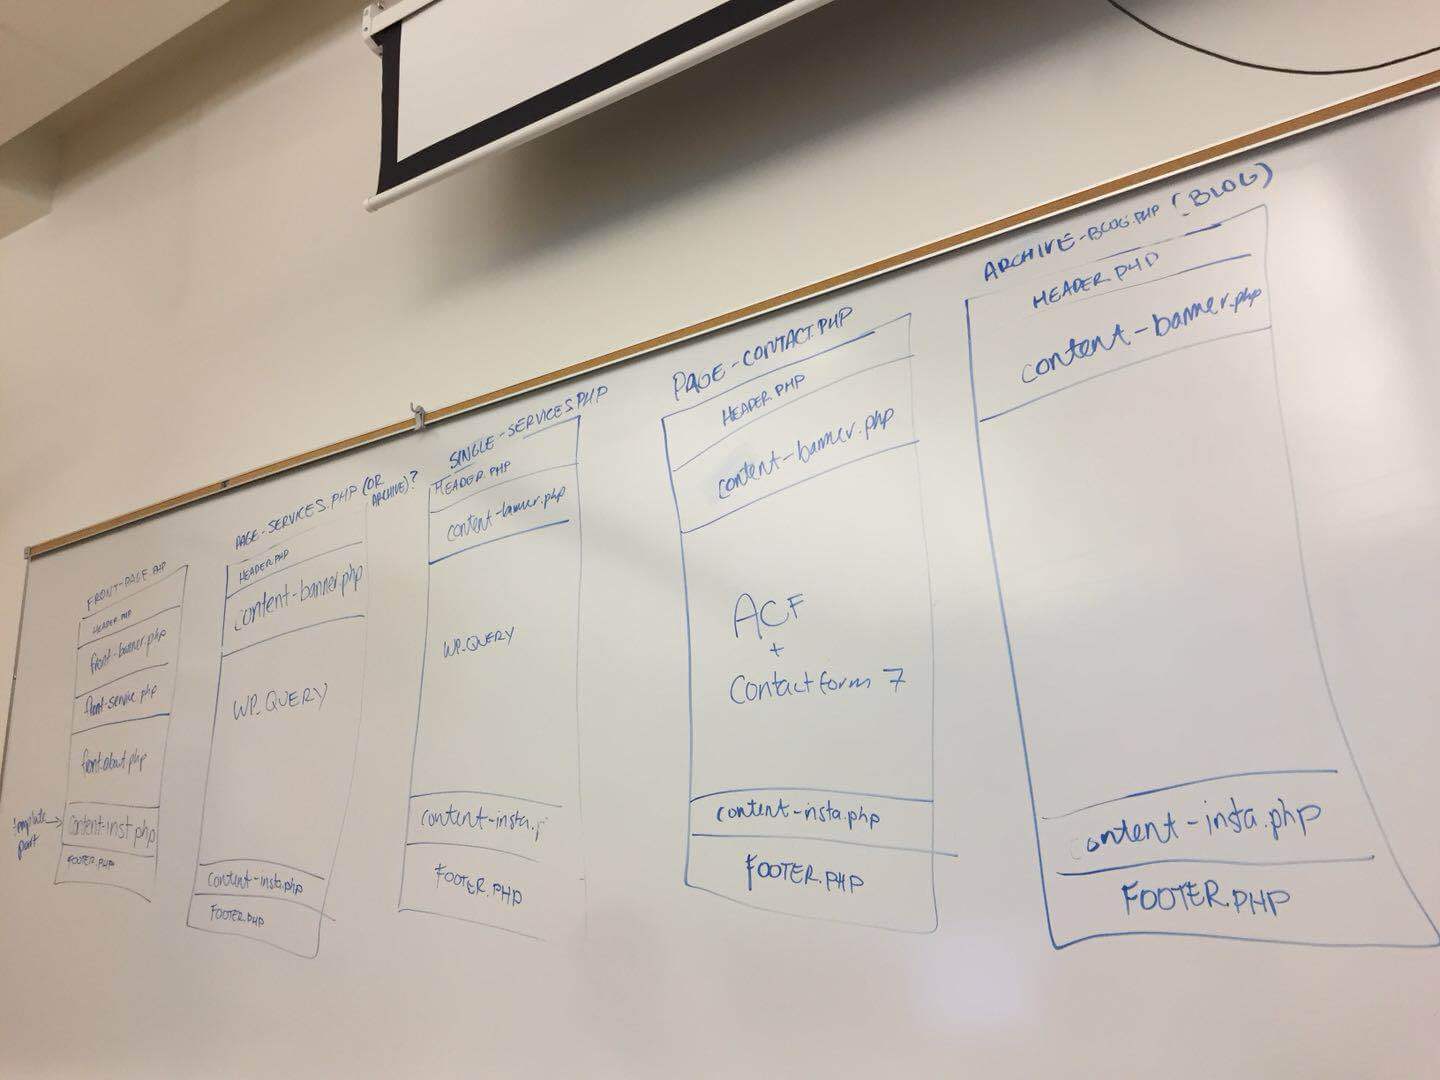 FRONT-PAGE.PHP
HEADER.PHP
front-banner.php
front-service.php
front-about.php
template
part
content-inst.php
FOOTER.PHP
PAGE-SERVICES.PHP (OR
ARCHIVE)?
HEADER.PHP
content-banner.php
WP_QUERY
content-insta.php
FOOTER.PHP
SINGLE-SERVICES.PHP
HEADER.PHP
content-banner.php
WP_QUERY
content-insta.p
FOOTER.PHP
PAGE-CONTACT.PHP
HEADER.PHP
content-banner.php
ACF
+
Contact form 7
content-insta.php
FOOTER.PHP
ARCHIVE-BLOG.PHP (BLOG)
HEADER.PHP
content-banner.php
content-insta.php
FOOTER.PHP